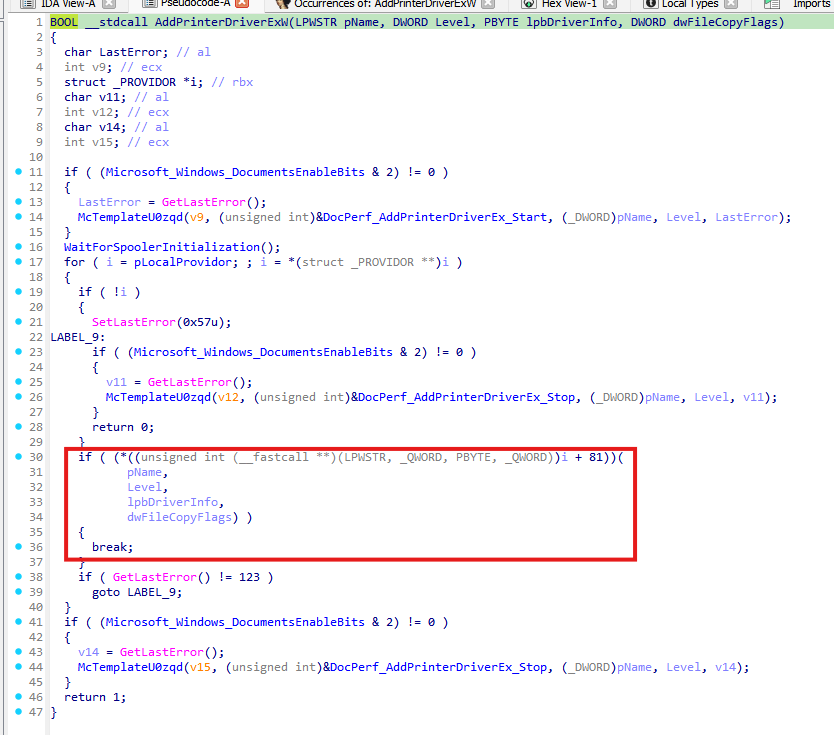 IDA View-A Pseudocode-A Occurrences of: AddPrinterDriverExW Hex View-1 Local Types Imports
1 BOOL __stdcall AddPrinterDriverExW(LPWSTR pName, DWORD Level, PBYTE lpbDriverInfo, DWORD dwFileCopyFlags)
2 {
3 char LastError; // al
4 int v9; // ecx
5 struct _PROVIDOR *i; // rbx
6 char v11; // al
7 int v12; // ecx
8 char v14; // al
9 int v15; // ecx
10
11 if ( (Microsoft_Windows_DocumentsEnableBits & 2) != 0 )
12 {
13 LastError = GetLastError();
14 McTemplateU0zqd(v9, (unsigned int)&DocPerf_AddPrinterDriverEx_Start, (_DWORD)pName, Level, LastError);
15 }
16 WaitForSpoolerInitialization();
17 for ( i = pLocalProvidor; ; i = *(struct _PROVIDOR **)i )
18 {
19 if ( !i )
20 {
21 SetLastError(0x57u);
22 LABEL_9:
23 if ( (Microsoft_Windows_DocumentsEnableBits & 2) != 0 )
24 {
25 v11 = GetLastError();
26 McTemplateU0zqd(v12, (unsigned int)&DocPerf_AddPrinterDriverEx_Stop, (_DWORD)pName, Level, v11);
27 }
28 return 0;
29 }
30 if ( (*((unsigned int (__fastcall **)(LPWSTR, _QWORD, PBYTE, _QWORD))i + 81))(
31 pName,
32 Level,
33 lpbDriverInfo,
34 dwFileCopyFlags) )
35 {
36 break;
37 }
38 if ( GetLastError() != 123 )
39 goto LABEL_9;
40 }
41 if ( (Microsoft_Windows_DocumentsEnableBits & 2) != 0 )
42 {
43 v14 = GetLastError();
44 McTemplateU0zqd(v15, (unsigned int)&DocPerf_AddPrinterDriverEx_Stop, (_DWORD)pName, Level, v14);
45 }
46 return 1;
47 }